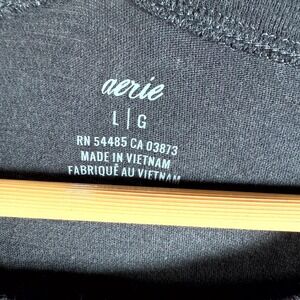 aerie
L | G
RN 54485 CA 03873
MADE IN VIETNAM
FABRIQUÉ AU VIETNAM